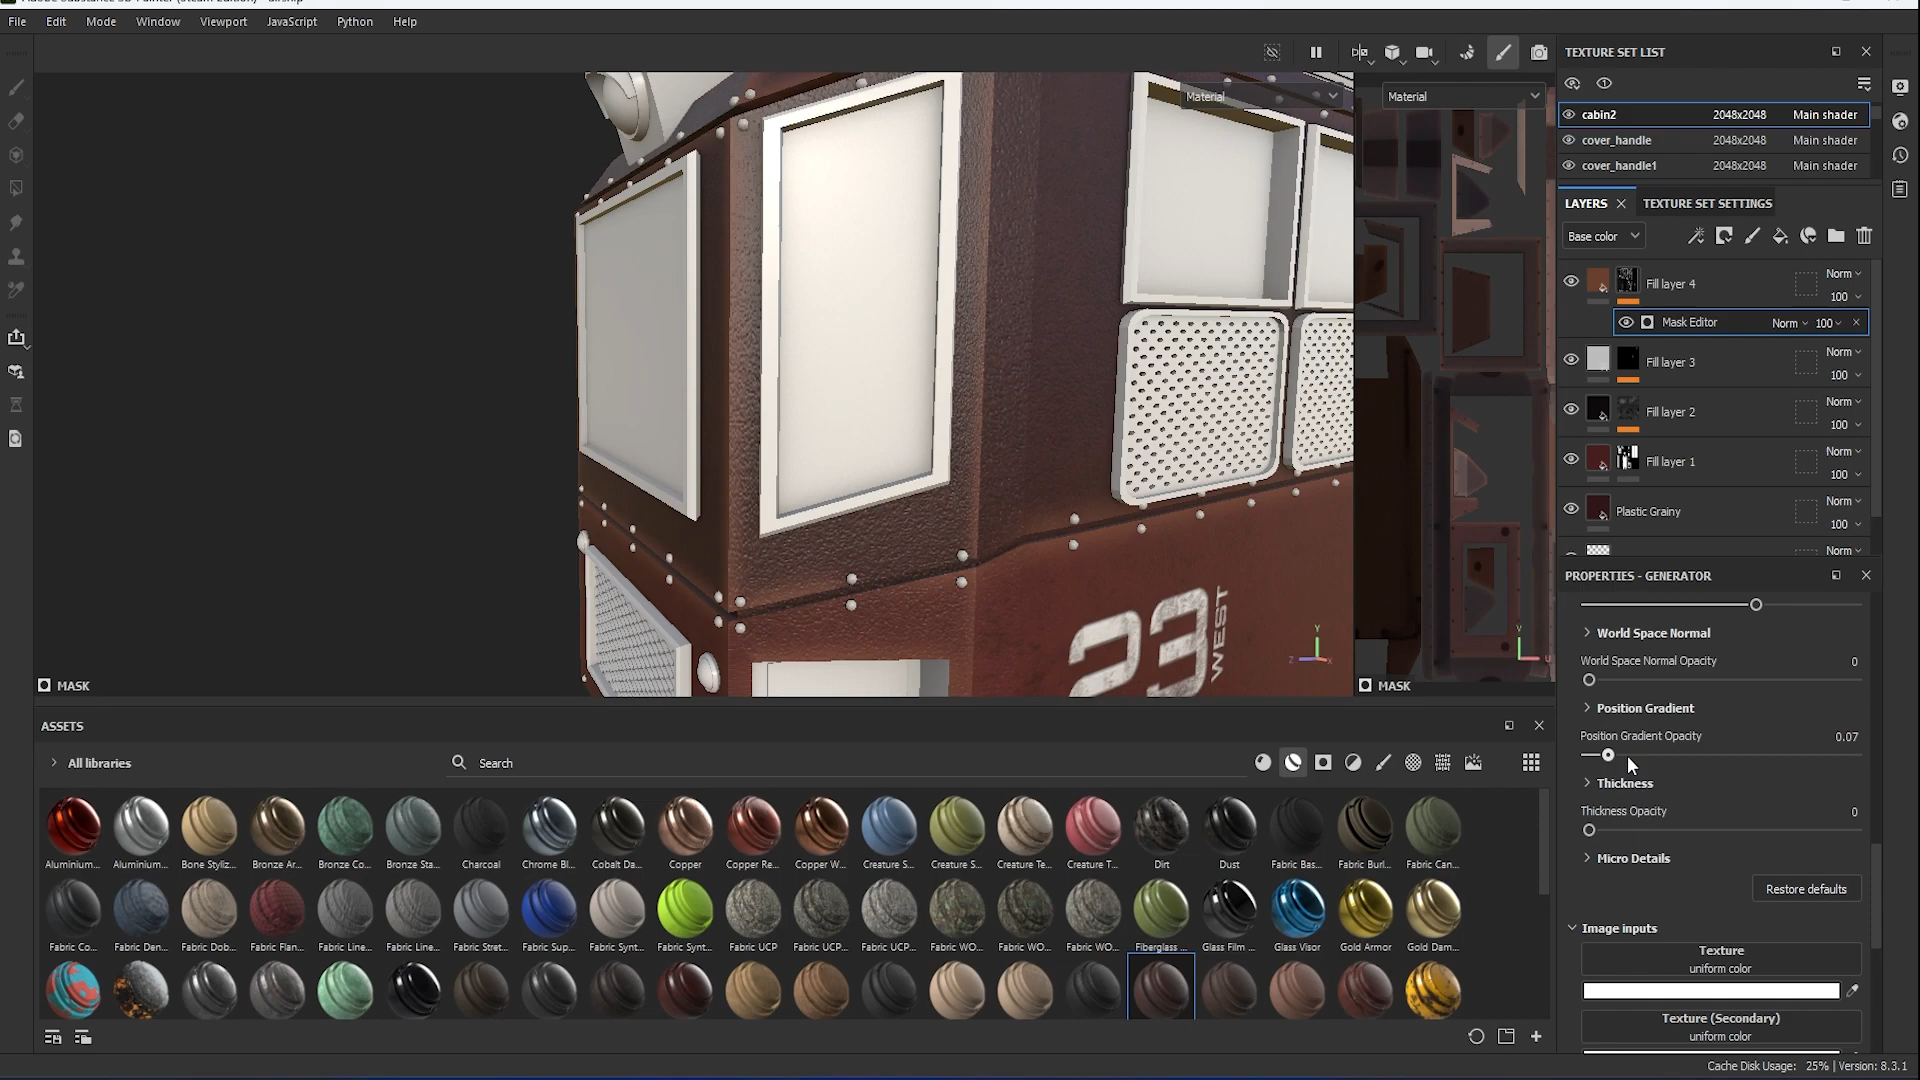 File Edit Mode Window Viewport JavaScript Python Help
Material
Material
MASK
MASK
23
WEST
TEXTURE SET LIST
cabin2 2048x2048 Main shader
cover_handle 2048x2048 Main shader
cover_handle1 2048x2048 Main shader
LAYERS
TEXTURE SET SETTINGS
Base color
Fill layer 4 Norm 100
Mask Editor Norm 100
Fill layer 3 Norm 100
Fill layer 2 Norm 100
Fill layer 1 Norm 100
Plastic Grainy Norm 100
Norm
PROPERTIES - GENERATOR
World Space Normal
World Space Normal Opacity 0
Position Gradient
Position Gradient Opacity 0.07
Thickness
Thickness Opacity 0
Micro Details
Restore defaults
Image inputs
Texture
uniform color
Texture (Secondary)
uniform color
ASSETS
All libraries
Search
Aluminium... Aluminium... Bone Styliz... Bronze Ar... Bronze Co... Bronze Sta... Charcoal Chrome Bl... Cobalt Da... Copper Copper Re... Copper W... Creature S... Creature S... Creature Te... Creature T... Dirt Dust Fabric Bas... Fabric Burl... Fabric Can...
Fabric Co... Fabric Den... Fabric Dob... Fabric Flan... Fabric Line... Fabric Line... Fabric Stret... Fabric Sup... Fabric Synt... Fabric Synt... Fabric UCP Fabric UCP... Fabric UCP... Fabric WO... Fabric WO... Fabric WO... Fiberglass ... Glass Film ... Glass Visor Gold Armor Gold Dam...
Cache Disk Usage: 25% | Version: 8.3.1